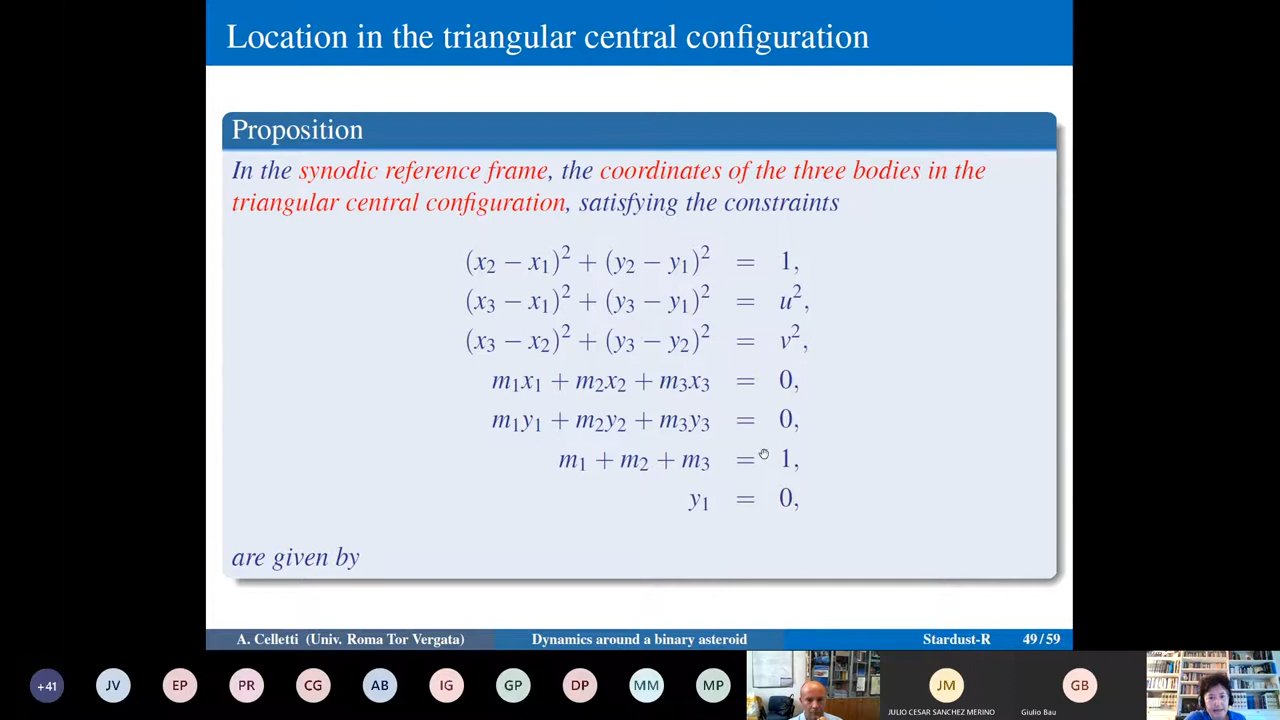 Location in the triangular central configuration
Proposition
In the synodic reference frame, the coordinates of the three bodies in the
triangular central configuration, satisfying the constraints
(x₂ − x₁)² + (y₂ − y₁)² = 1,
(x₃ − x₁)² + (y₃ − y₁)² = u²,
(x₃ − x₂)² + (y₃ − y₂)² = v²,
m₁x₁ + m₂x₂ + m₃x₃ = 0,
m₁y₁ + m₂y₂ + m₃y₃ = 0,
m₁ + m₂ + m₃ = 1,
y₁ = 0,
are given by
A. Celletti (Univ. Roma Tor Vergata) Dynamics around a binary asteroid Stardust-R 49 / 59
+41 JV EP PR CG AB IG GP DP MM MP JM GB
JULIO CESAR SANCHEZ MERINO Giulio Bau